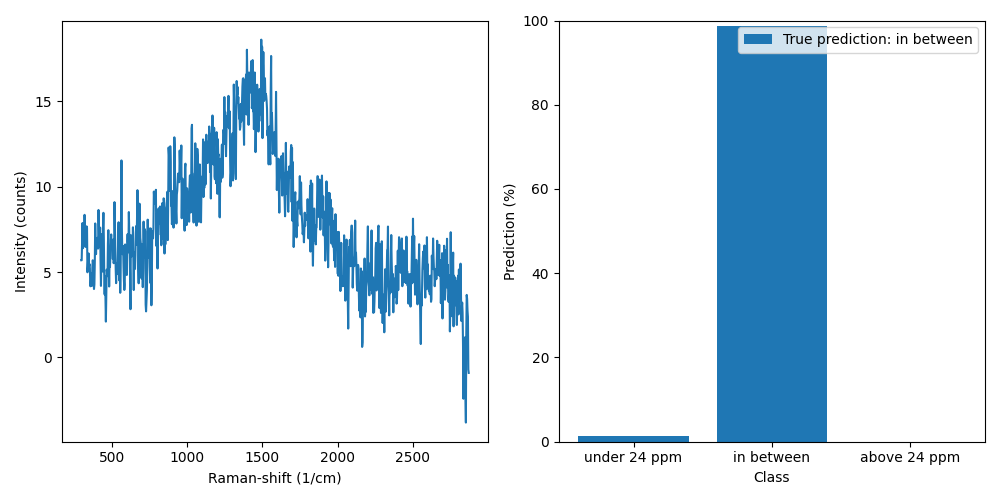 Intensity (counts)
15
10
5
0
500
1000
1500
2000
2500
Raman-shift (1/cm)
Prediction (%)
100
80
60
40
20
0
True prediction: in between
under 24 ppm
in between
above 24 ppm
Class